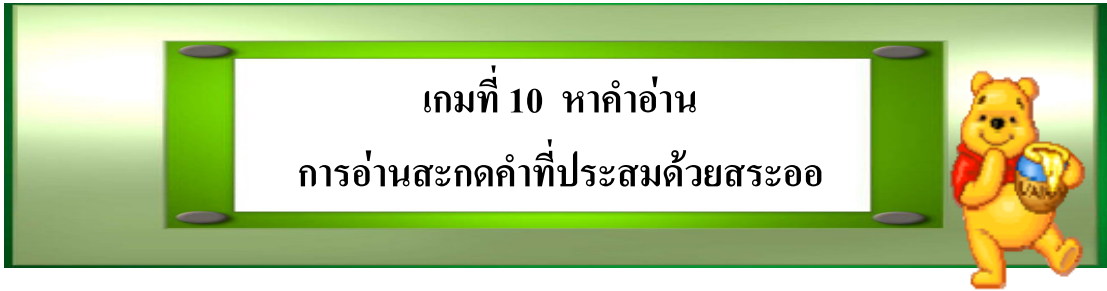 เกมที่ 10 หาคำอ่าน
การอ่านสะกดคำที่ประสมด้วยสระออ